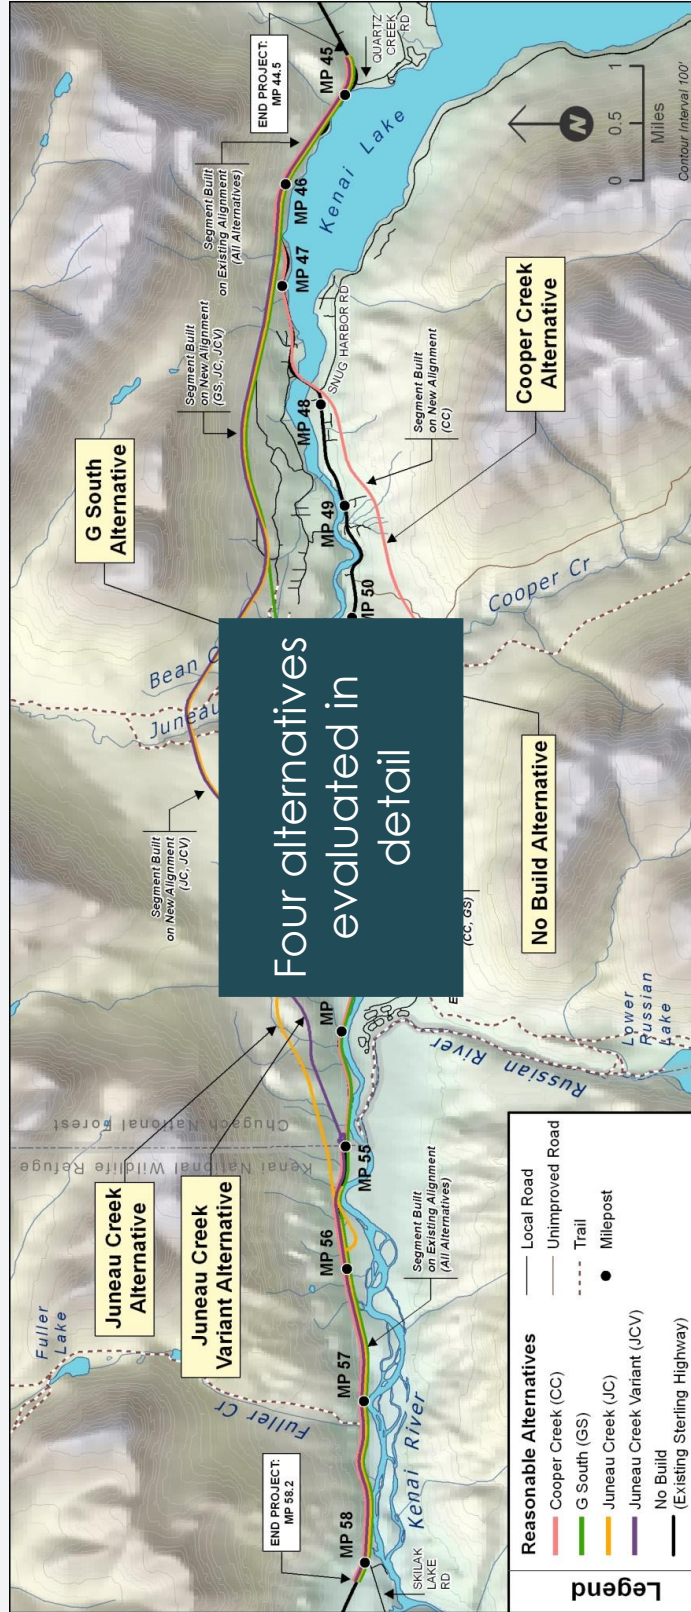 Four alternatives
evaluated in
detail
G South
Alternative
Juneau Creek
Alternative
Juneau Creek
Variant Alternative
Cooper Creek
Alternative
No Build Alternative
END PROJECT:
MP 58.2
END PROJECT:
MP 44.5
Segment Built
on Existing Alignment
(All Alternatives)
Segment Built
on New Alignment
(GS, JC, JCV)
Segment Built
on New Alignment
(JC, JCV)
Segment Built
on New Alignment
(CC)
Segment Built
on Existing Alignment
(All Alternatives)
(CC, GS)
MP 58
MP 57
MP 56
MP 55
MP
MP 50
MP 49
MP 48
MP 47
MP 46
MP 45
QUARTZ
CREEK
RD
SNUG HARBOR RD
SKILAK
LAKE
RD
Fuller
Lake
Fuller Cr
Kenai River
Kenai Lake
Bean
Juneau
Cooper Cr
Russian River
Lower
Russian
Lake
Chugach National Forest
Kenai National Wildlife Refuge
N
0 0.5 1
Miles
Contour Interval 100'
Legend
Reasonable Alternatives
Cooper Creek (CC)
G South (GS)
Juneau Creek (JC)
Juneau Creek Variant (JCV)
No Build
(Existing Sterling Highway)
Local Road
Unimproved Road
Trail
Milepost